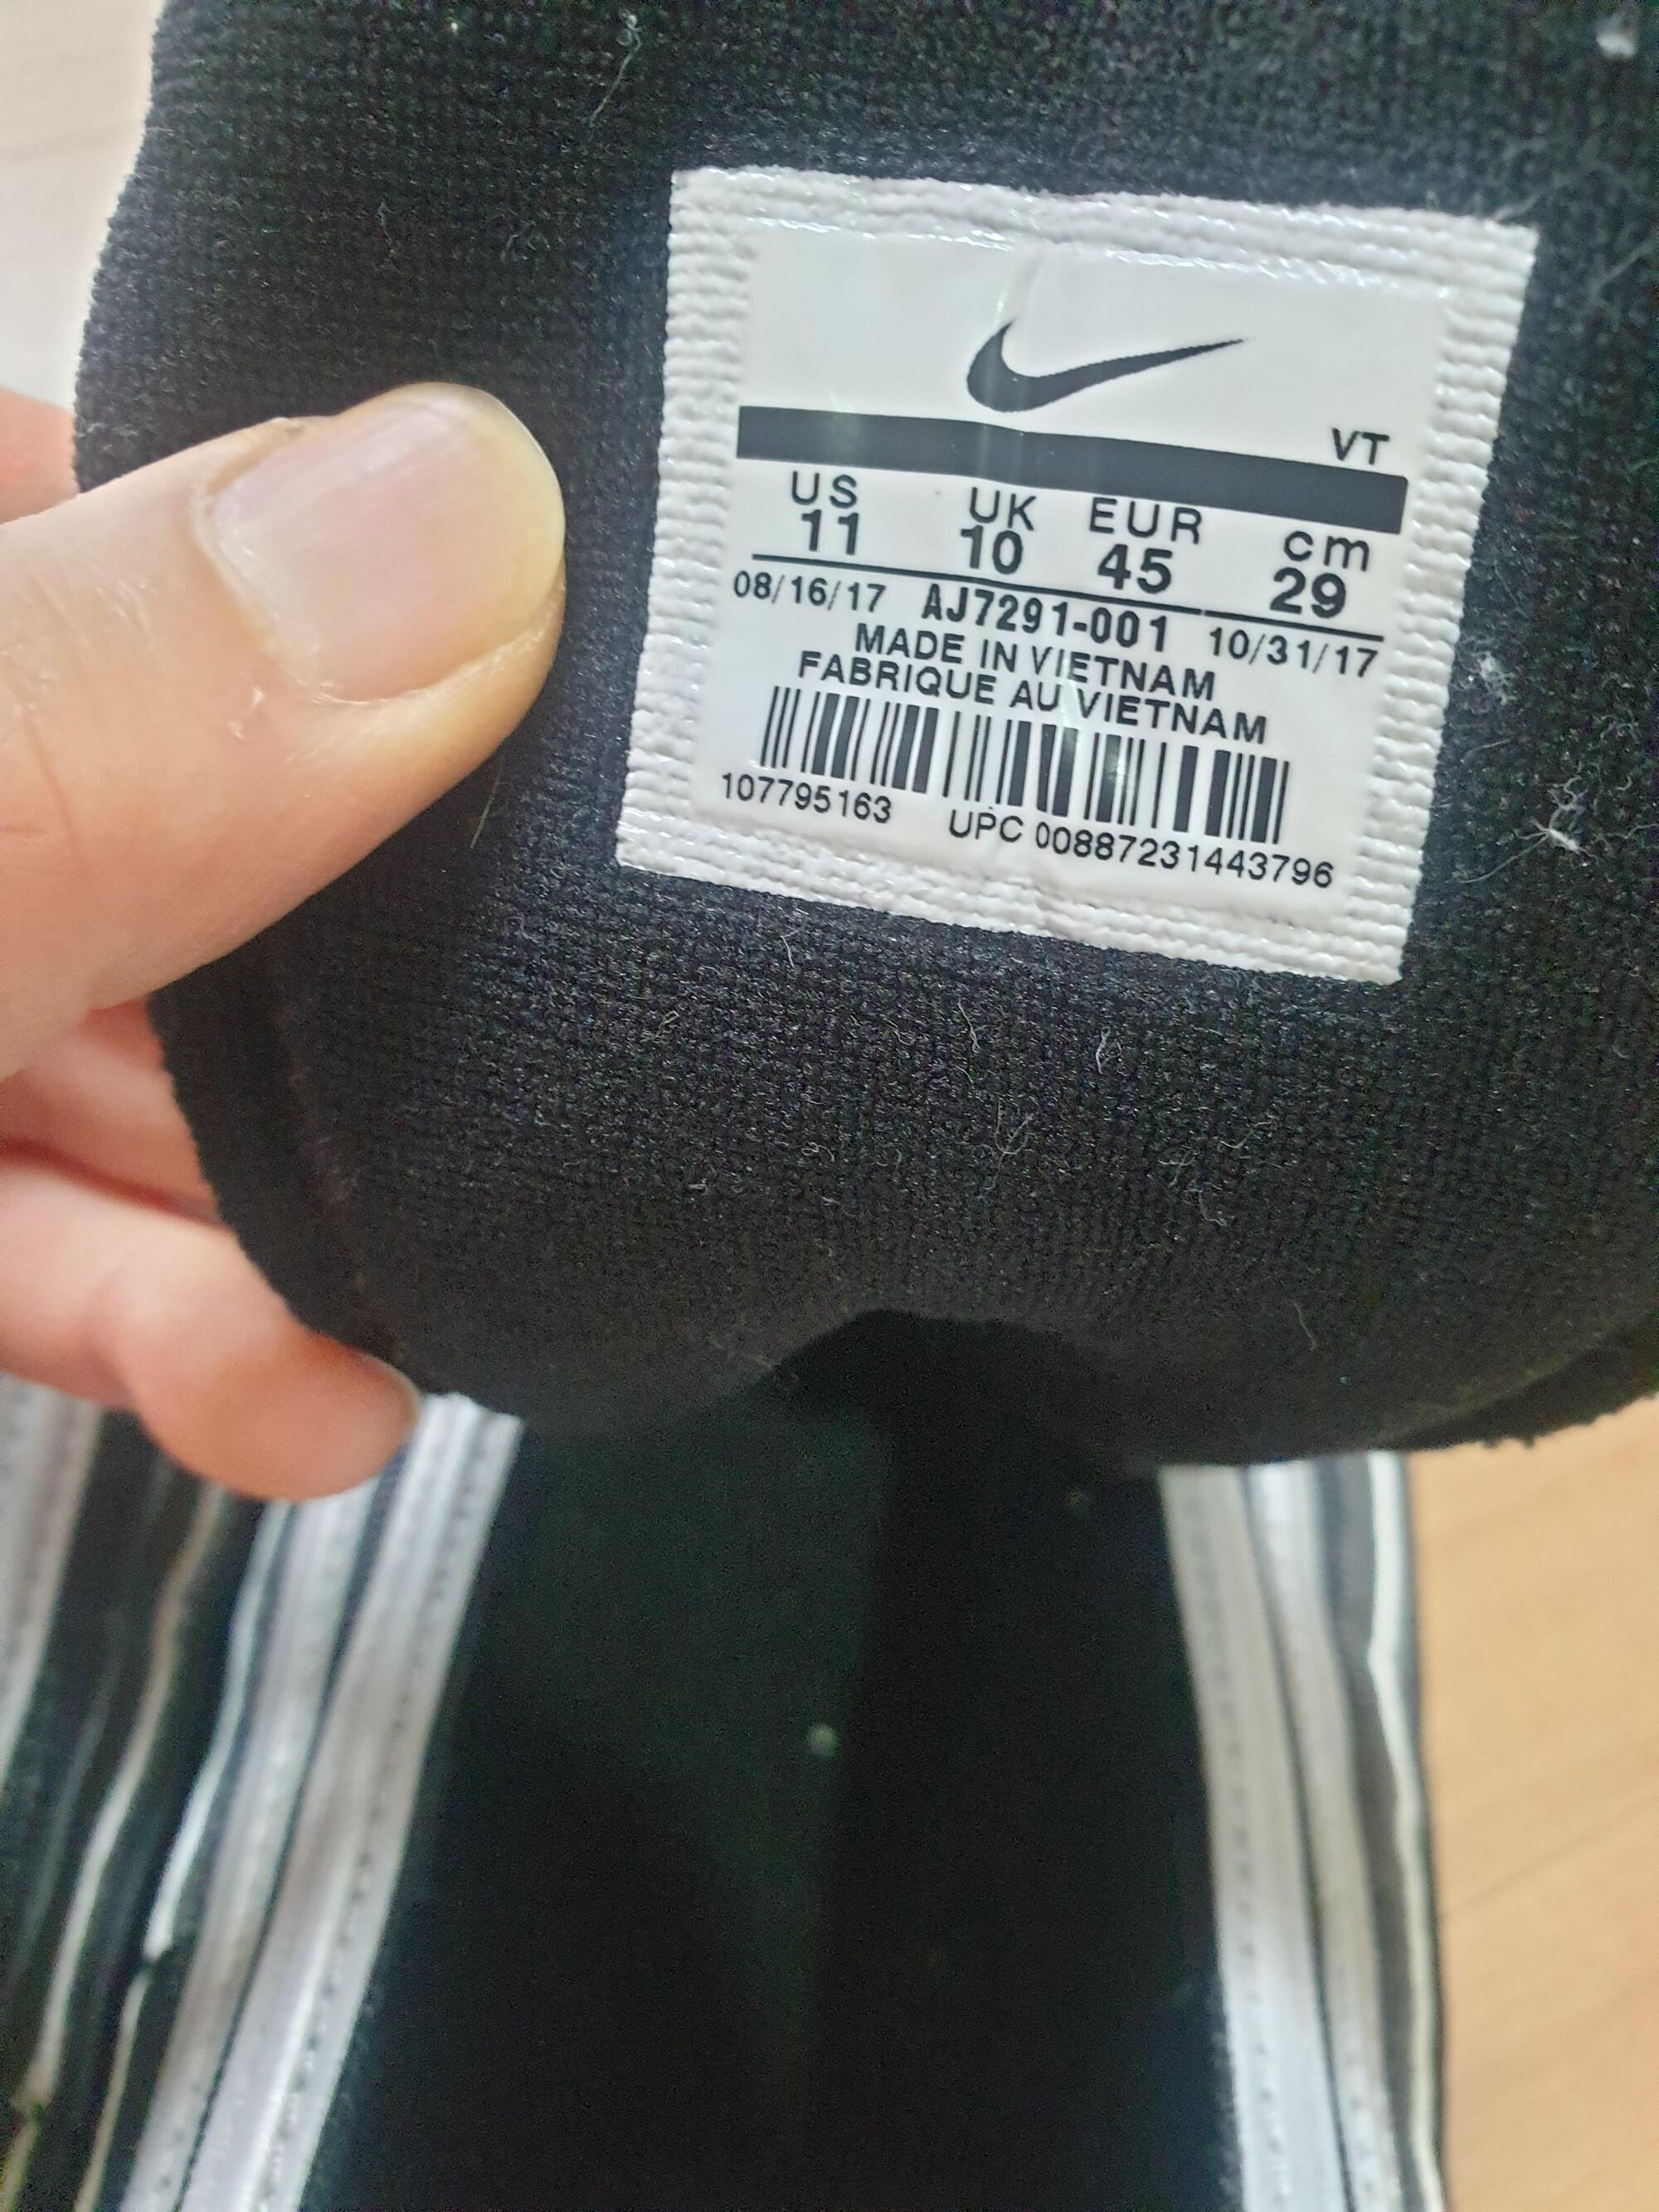 VT
US UK EUR cm
11 10 45 29
08/16/17 AJ7291-001 10/31/17
MADE IN VIETNAM
FABRIQUE AU VIETNAM
107795163 UPC 00887231443796